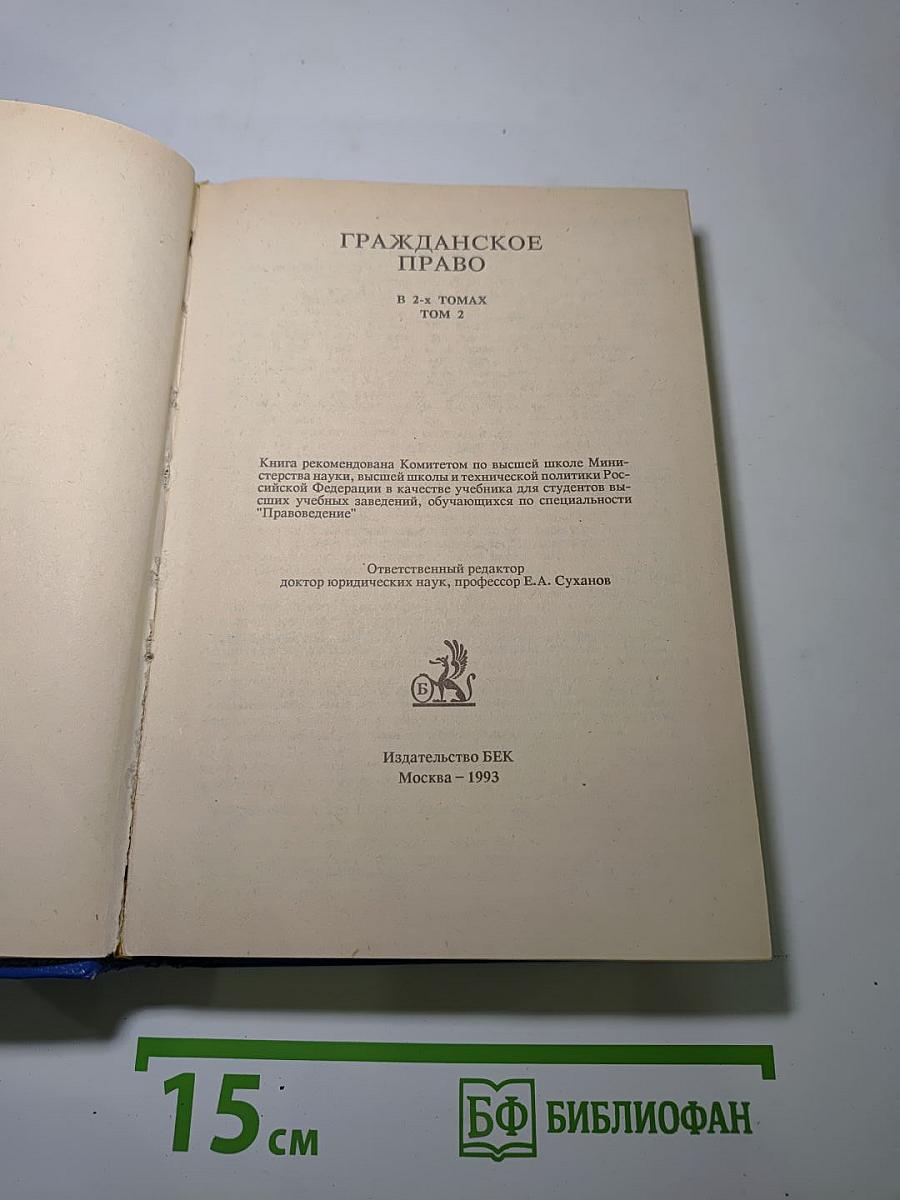 ГРАЖДАНСКОЕ
ПРАВО
В 2-х ТОМАХ
ТОМ 2
Книга рекомендована Комитетом по высшей школе Мини-
стерства науки, высшей школы и технической политики Рос-
сийской Федерации в качестве учебника для студентов вы-
сших учебных заведений, обучающихся по специальности
"Правоведение"
Ответственный редактор
доктор юридических наук, профессор Е.А. Суханов
Б
Издательство БЕК
Москва – 1993
15 см
БФ БИБЛИОФАН